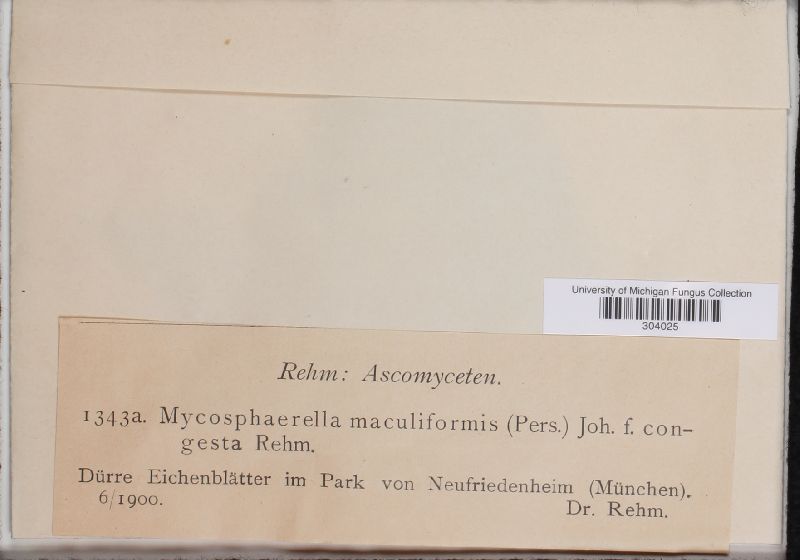 University of Michigan Fungus Collection
304025
Rehm: Ascomyceten.
1343a. Mycosphaerella maculiformis (Pers.) Joh. f. con-
gesta Rehm.
Dürre Eichenblätter im Park von Neufriedenheim (München).
6/1900. Dr. Rehm.